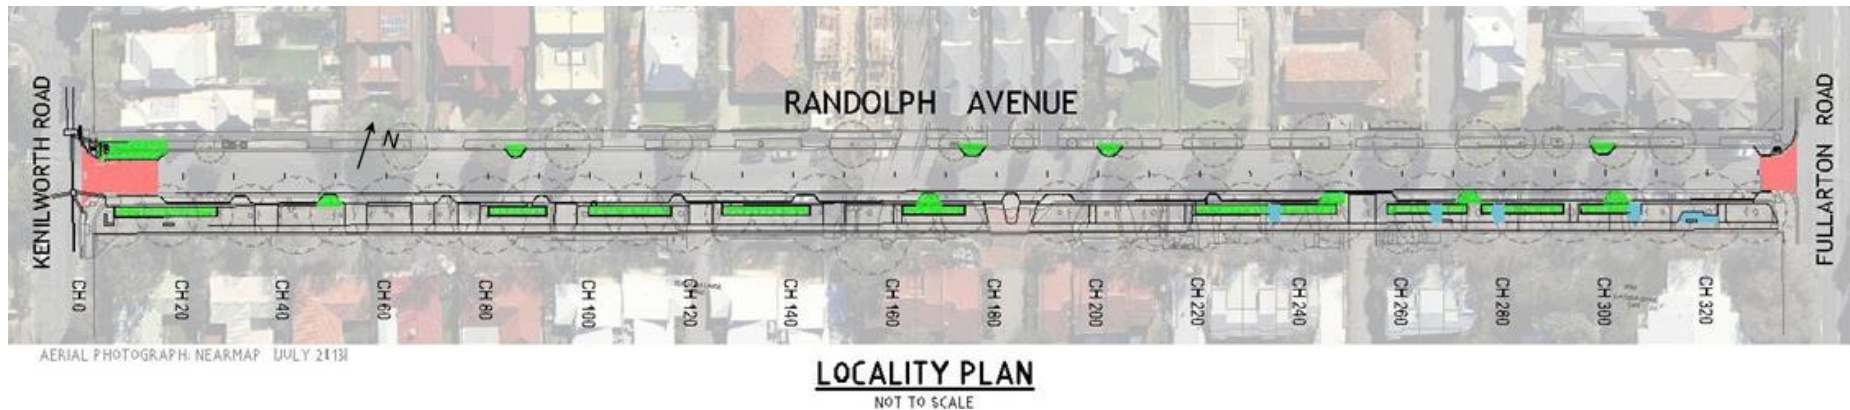 RANDOLPH AVENUE
KENILWORTH ROAD
N
FULLARTON ROAD
CH 0
CH 20
CH 40
CH 60
CH 80
CH 100
CH 120
CH 140
CH 160
CH 180
CH 200
CH 220
CH 240
CH 260
CH 280
CH 300
CH 320
AERIAL PHOTOGRAPH: NEARMAP (JULY 2013)
LOCALITY PLAN
NOT TO SCALE